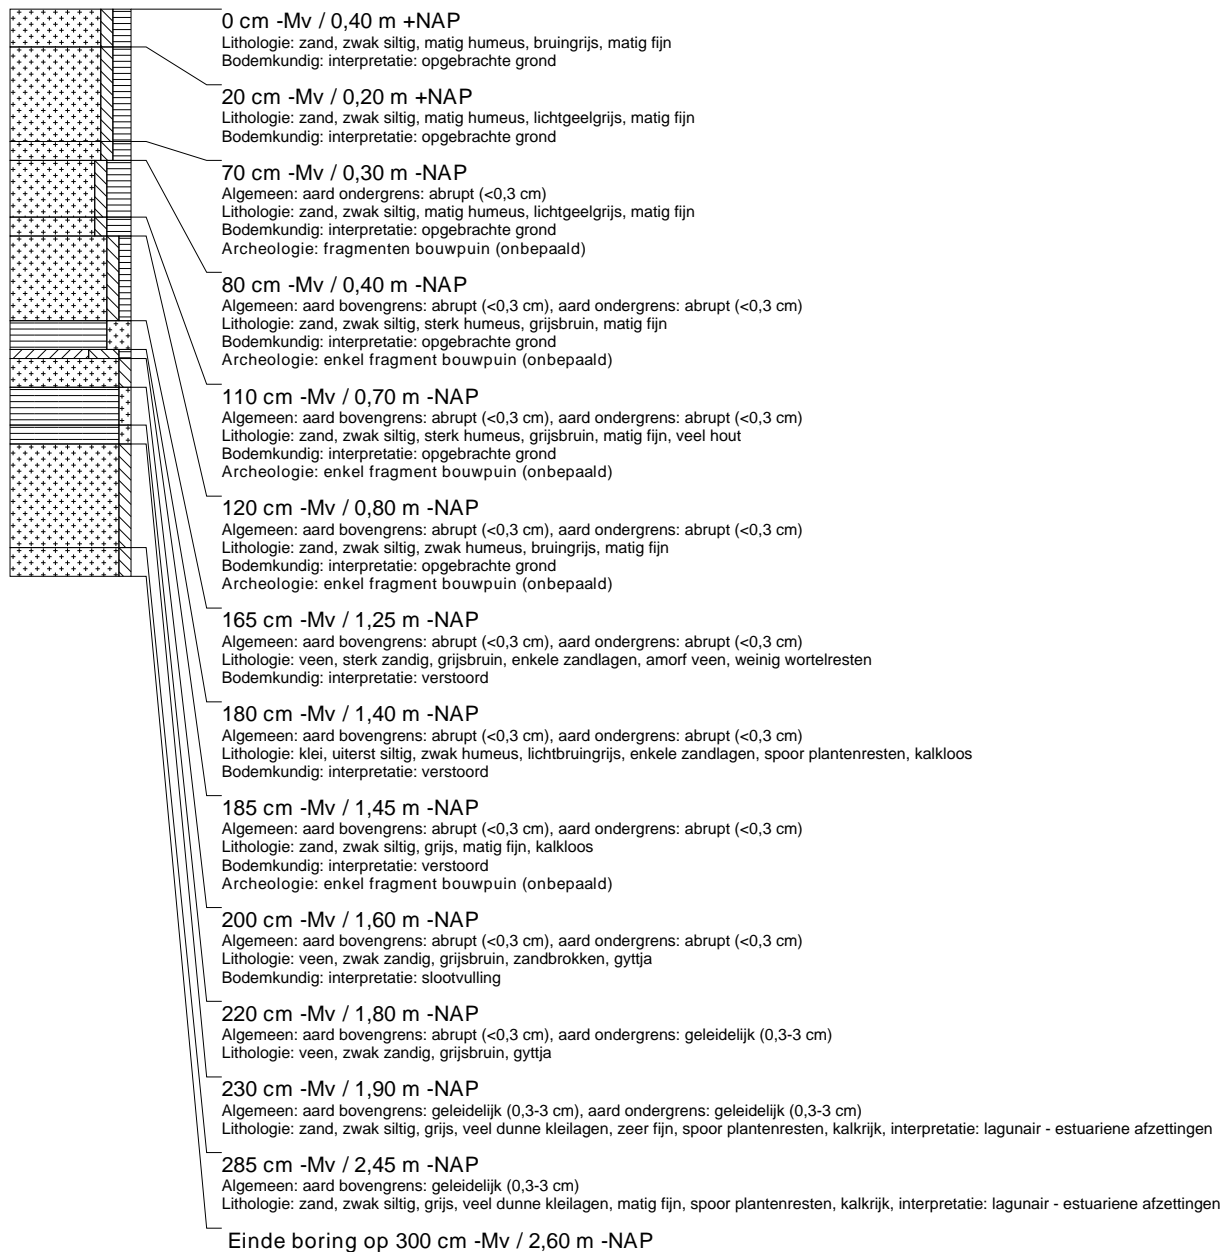 0 cm -Mv / 0,40 m +NAP
Lithologie: zand, zwak siltig, matig humeus, bruingrijs, matig fijn
Bodemkundig: interpretatie: opgebrachte grond
20 cm -Mv / 0,20 m +NAP
Lithologie: zand, zwak siltig, matig humeus, lichtgeelgrijs, matig fijn
Bodemkundig: interpretatie: opgebrachte grond
70 cm -Mv / 0,30 m -NAP
Algemeen: aard ondergrens: abrupt (<0,3 cm)
Lithologie: zand, zwak siltig, matig humeus, lichtgeelgrijs, matig fijn
Bodemkundig: interpretatie: opgebrachte grond
Archeologie: fragmenten bouwpuin (onbepaald)
80 cm -Mv / 0,40 m -NAP
Algemeen: aard bovengrens: abrupt (<0,3 cm), aard ondergrens: abrupt (<0,3 cm)
Lithologie: zand, zwak siltig, sterk humeus, grijsbruin, matig fijn
Bodemkundig: interpretatie: opgebrachte grond
Archeologie: enkel fragment bouwpuin (onbepaald)
110 cm -Mv / 0,70 m -NAP
Algemeen: aard bovengrens: abrupt (<0,3 cm), aard ondergrens: abrupt (<0,3 cm)
Lithologie: zand, zwak siltig, sterk humeus, grijsbruin, matig fijn, veel hout
Bodemkundig: interpretatie: opgebrachte grond
Archeologie: enkel fragment bouwpuin (onbepaald)
120 cm -Mv / 0,80 m -NAP
Algemeen: aard bovengrens: abrupt (<0,3 cm), aard ondergrens: abrupt (<0,3 cm)
Lithologie: zand, zwak siltig, zwak humeus, bruingrijs, matig fijn
Bodemkundig: interpretatie: opgebrachte grond
Archeologie: enkel fragment bouwpuin (onbepaald)
165 cm -Mv / 1,25 m -NAP
Algemeen: aard bovengrens: abrupt (<0,3 cm), aard ondergrens: abrupt (<0,3 cm)
Lithologie: veen, sterk zandig, grijsbruin, enkele zandlagen, amorf veen, weinig wortelresten
Bodemkundig: interpretatie: verstoord
180 cm -Mv / 1,40 m -NAP
Algemeen: aard bovengrens: abrupt (<0,3 cm), aard ondergrens: abrupt (<0,3 cm)
Lithologie: klei, uiterst siltig, zwak humeus, lichtbruingrijs, enkele zandlagen, spoor plantenresten, kalkloos
Bodemkundig: interpretatie: verstoord
185 cm -Mv / 1,45 m -NAP
Algemeen: aard bovengrens: abrupt (<0,3 cm), aard ondergrens: abrupt (<0,3 cm)
Lithologie: zand, zwak siltig, grijs, matig fijn, kalkloos
Bodemkundig: interpretatie: verstoord
Archeologie: enkel fragment bouwpuin (onbepaald)
200 cm -Mv / 1,60 m -NAP
Algemeen: aard bovengrens: abrupt (<0,3 cm), aard ondergrens: abrupt (<0,3 cm)
Lithologie: veen, zwak zandig, grijsbruin, zandbrokken, gyttja
Bodemkundig: interpretatie: slootvulling
220 cm -Mv / 1,80 m -NAP
Algemeen: aard bovengrens: abrupt (<0,3 cm), aard ondergrens: geleidelijk (0,3-3 cm)
Lithologie: veen, zwak zandig, grijsbruin, gyttja
230 cm -Mv / 1,90 m -NAP
Algemeen: aard bovengrens: geleidelijk (0,3-3 cm), aard ondergrens: geleidelijk (0,3-3 cm)
Lithologie: zand, zwak siltig, grijs, veel dunne kleilagen, zeer fijn, spoor plantenresten, kalkrijk, interpretatie: lagunair - estuariene afzettingen
285 cm -Mv / 2,45 m -NAP
Algemeen: aard bovengrens: geleidelijk (0,3-3 cm)
Lithologie: zand, zwak siltig, grijs, veel dunne kleilagen, matig fijn, spoor plantenresten, kalkrijk, interpretatie: lagunair - estuariene afzettingen
Einde boring op 300 cm -Mv / 2,60 m -NAP